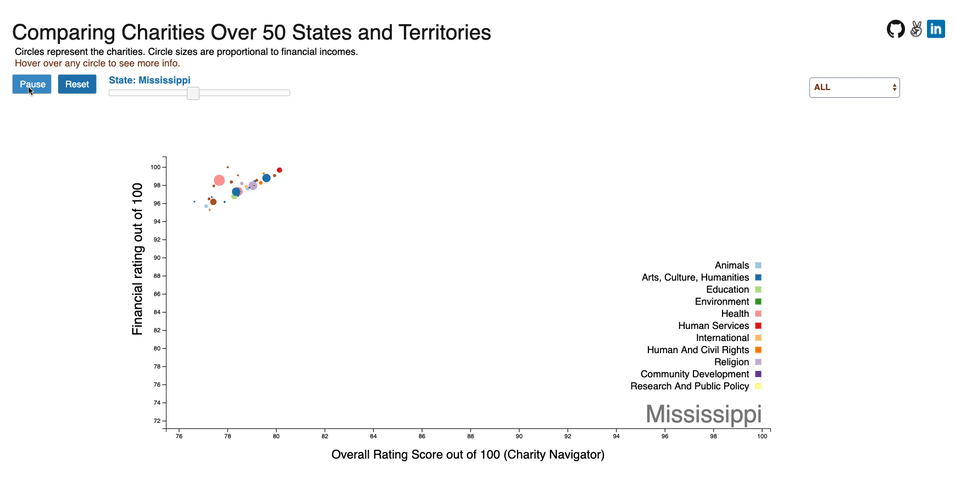 Comparing Charities Over 50 States and Territories
Circles represent the charities. Circle sizes are proportional to financial incomes.
Hover over any circle to see more info.
Pause
Reset
State: Mississippi
ALL
in
Financial rating out of 100
100
98
96
94
92
90
88
86
84
82
80
78
76
74
72
Animals
Arts, Culture, Humanities
Education
Environment
Health
Human Services
International
Human And Civil Rights
Religion
Community Development
Research And Public Policy
Mississippi
76 78 80 82 84 86 88 90 92 94 96 98 100
Overall Rating Score out of 100 (Charity Navigator)